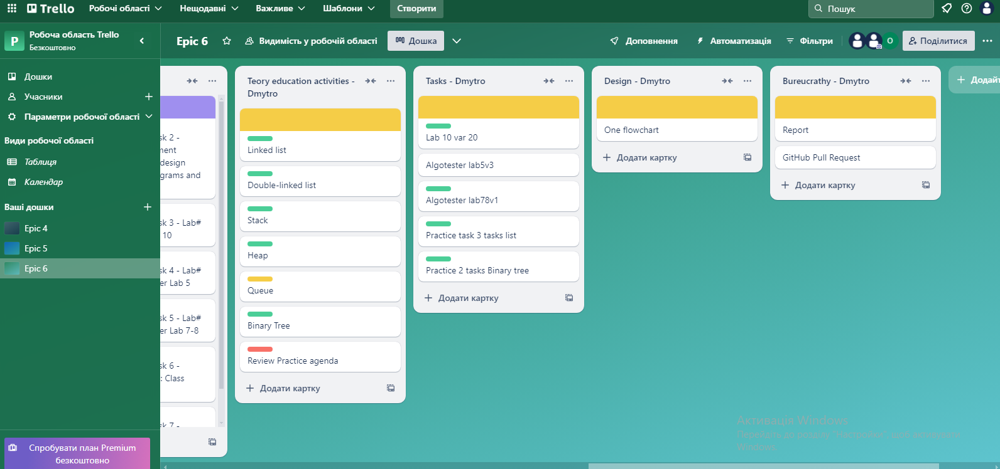 Trello
Робочі області
Нещодавні
Важливе
Шаблони
Створити
Пошук
P
Робоча область Trello
Безкоштовно
Epic 6
Видимість у робочій області
Дошка
Доповнення
Автоматизація
Фільтри
O
Поділитися
Дошки
Учасники
Параметри робочої області
Види робочої області
Таблиця
Календар
Ваші дошки
Epic 4
Epic 5
Epic 6
Спробувати план Premium
безкоштовно
sk 2 -
ment
design
grams and
sk 3 - Lab#
10
sk 4 - Lab#
er Lab 5
sk 5 - Lab#
er Lab 7-8
sk 6 -
: Class
sk 7 -
Teory education activities -
Dmytro
Linked list
Double-linked list
Stack
Heap
Queue
Binary Tree
Review Practice agenda
Додати картку
Tasks - Dmytro
Lab 10 var 20
Algotester lab5v3
Algotester lab78v1
Practice task 3 tasks list
Practice 2 tasks Binary tree
Додати картку
Design - Dmytro
One flowchart
Додати картку
Bureucrathy - Dmytro
Report
GitHub Pull Request
Додати картку
Додайт
Активація Windows
Перейдіть до розділу "Настройки", щоб активувати
Windows.